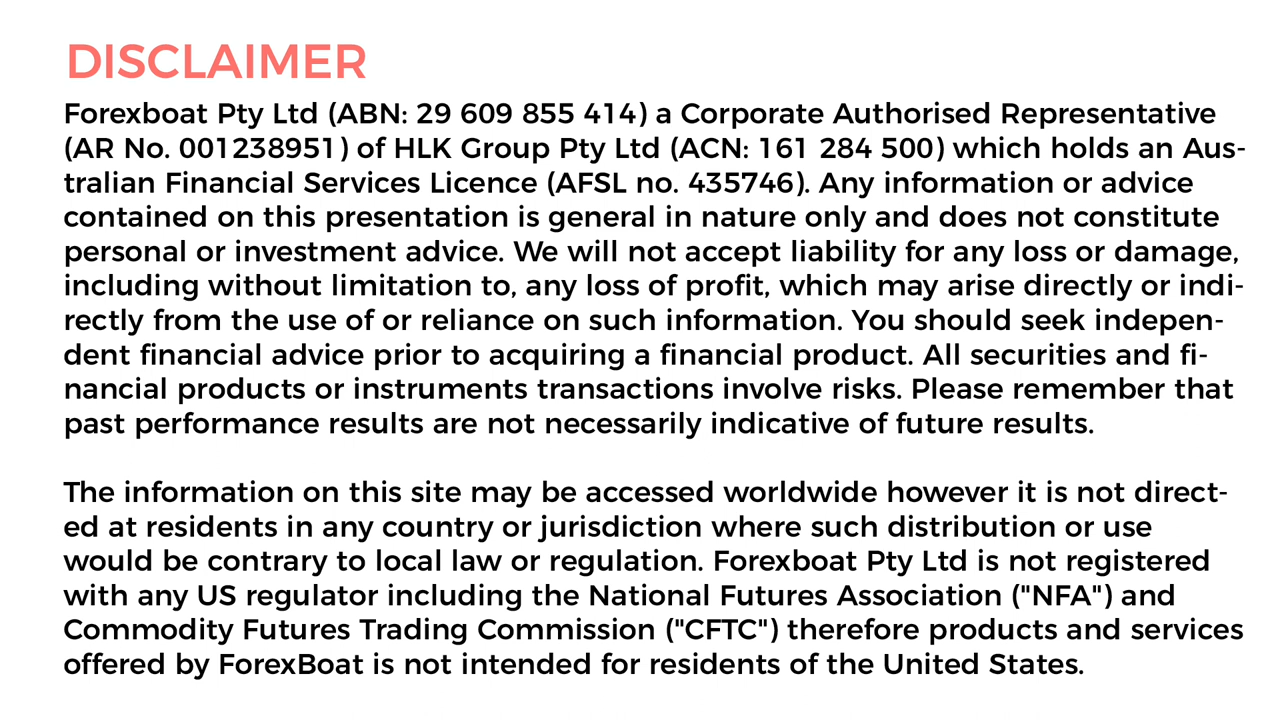 DISCLAIMER
Forexboat Pty Ltd (ABN: 29 609 855 414) a Corporate Authorised Representative
(AR No. 001238951) of HLK Group Pty Ltd (ACN: 161 284 500) which holds an Aus-
tralian Financial Services Licence (AFSL no. 435746). Any information or advice
contained on this presentation is general in nature only and does not constitute
personal or investment advice. We will not accept liability for any loss or damage,
including without limitation to, any loss of profit, which may arise directly or indi-
rectly from the use of or reliance on such information. You should seek indepen-
dent financial advice prior to acquiring a financial product. All securities and fi-
nancial products or instruments transactions involve risks. Please remember that
past performance results are not necessarily indicative of future results.
The information on this site may be accessed worldwide however it is not direct-
ed at residents in any country or jurisdiction where such distribution or use
would be contrary to local law or regulation. Forexboat Pty Ltd is not registered
with any US regulator including the National Futures Association ("NFA") and
Commodity Futures Trading Commission ("CFTC") therefore products and services
offered by ForexBoat is not intended for residents of the United States.